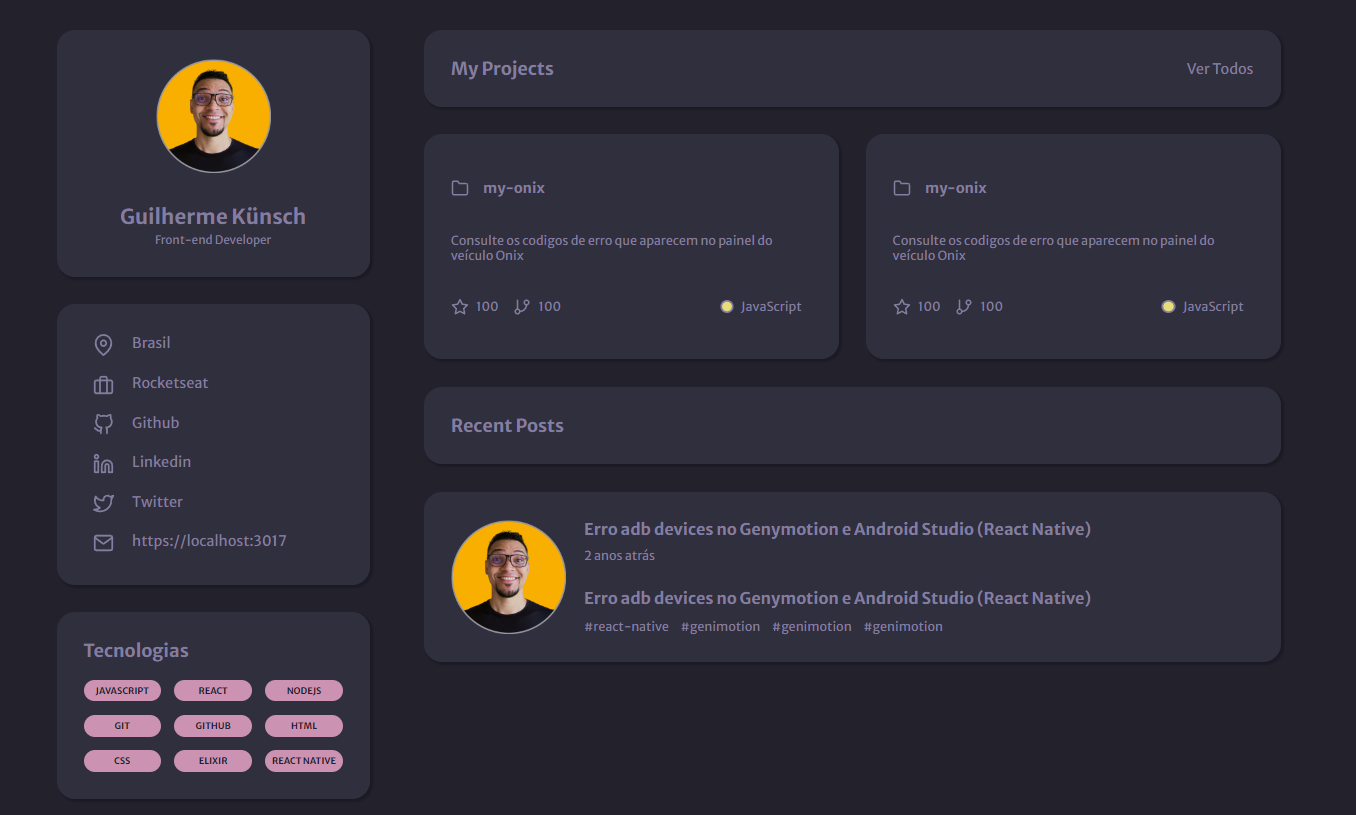 Guilherme Künsch
Front-end Developer
Brasil
Rocketseat
Github
Linkedin
Twitter
https://localhost:3017
Tecnologias
JAVASCRIPT REACT NODEJS
GIT GITHUB HTML
CSS ELIXIR REACT NATIVE
My Projects Ver Todos
my-onix
Consulte os codigos de erro que aparecem no painel do
veículo Onix
100 100 JavaScript
my-onix
Consulte os codigos de erro que aparecem no painel do
veículo Onix
100 100 JavaScript
Recent Posts
Erro adb devices no Genymotion e Android Studio (React Native)
2 anos atrás
Erro adb devices no Genymotion e Android Studio (React Native)
#react-native #genimotion #genimotion #genimotion